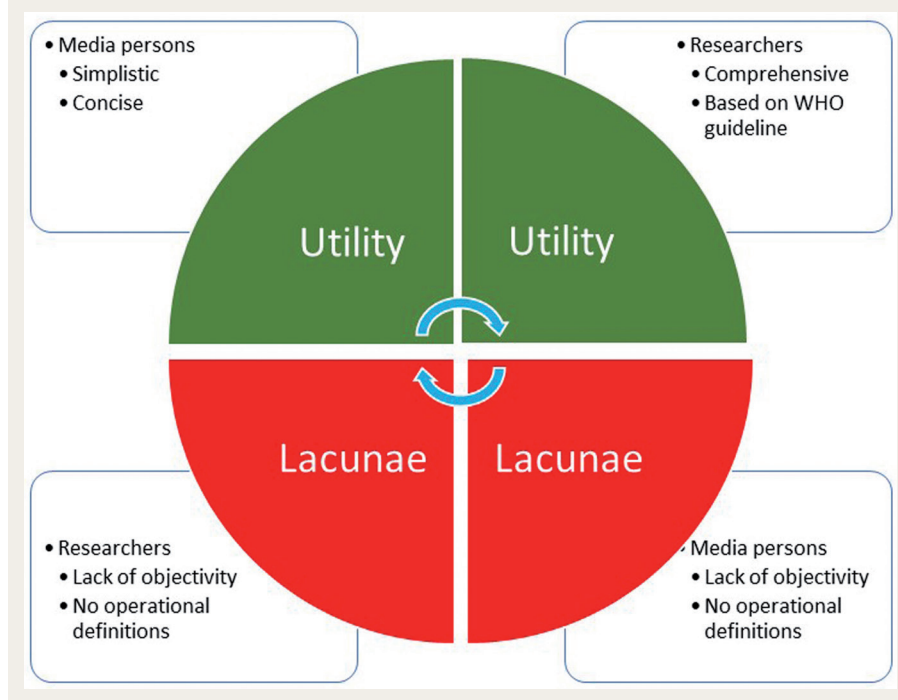 • Media persons
• Simplistic
• Concise
• Researchers
• Comprehensive
• Based on WHO
guideline
Utility
Utility
Lacunae
Lacunae
• Researchers
• Lack of objectivity
• No operational
definitions
• Media persons
• Lack of objectivity
• No operational
definitions